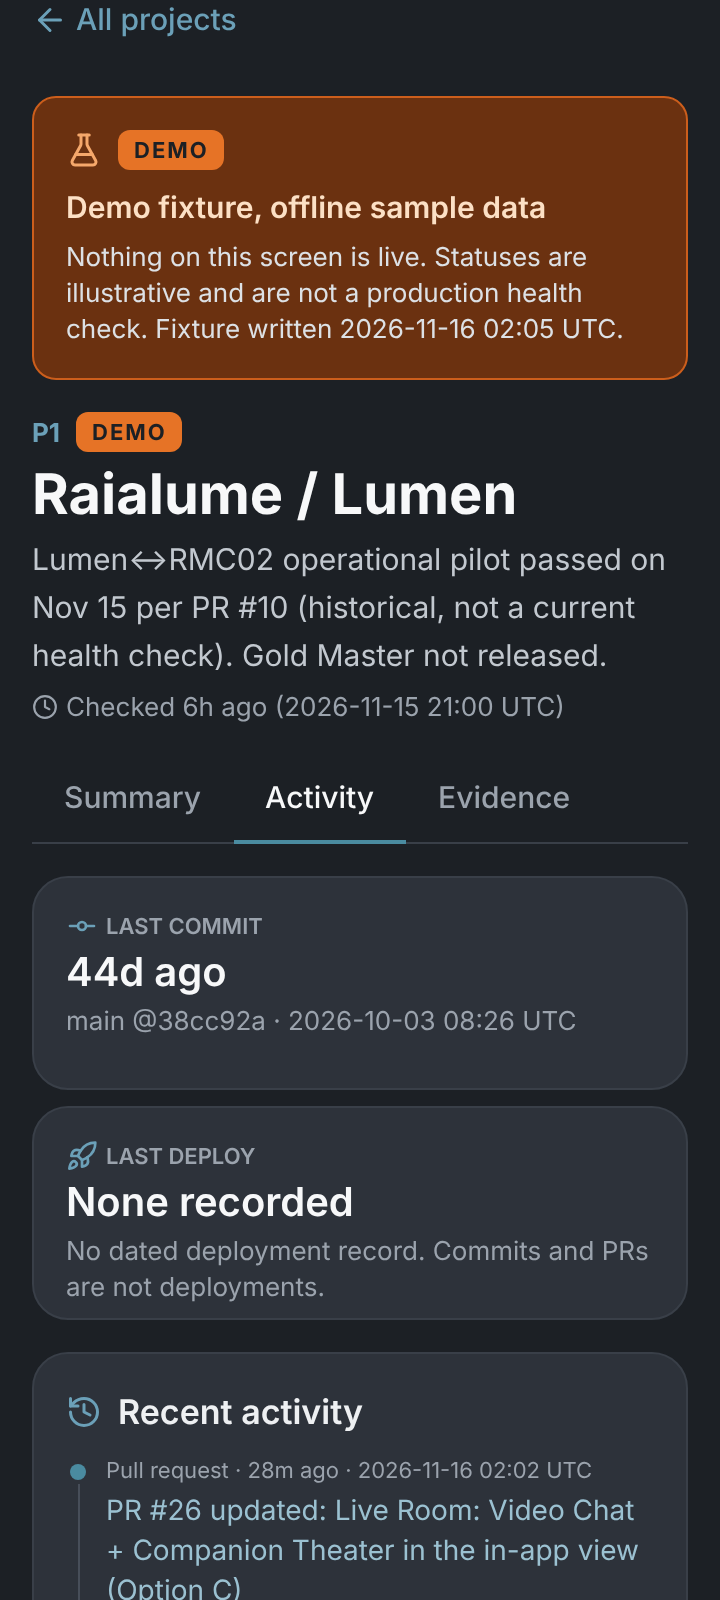 ← All projects
DEMO
Demo fixture, offline sample data
Nothing on this screen is live. Statuses are
illustrative and are not a production health
check. Fixture written 2026-11-16 02:05 UTC.
P1 DEMO
Raialume / Lumen
Lumen↔RMC02 operational pilot passed on
Nov 15 per PR #10 (historical, not a current
health check). Gold Master not released.
Checked 6h ago (2026-11-15 21:00 UTC)
Summary Activity Evidence
LAST COMMIT
44d ago
main @38cc92a · 2026-10-03 08:26 UTC
LAST DEPLOY
None recorded
No dated deployment record. Commits and PRs
are not deployments.
Recent activity
Pull request · 28m ago · 2026-11-16 02:02 UTC
PR #26 updated: Live Room: Video Chat
+ Companion Theater in the in-app view
(Option C)